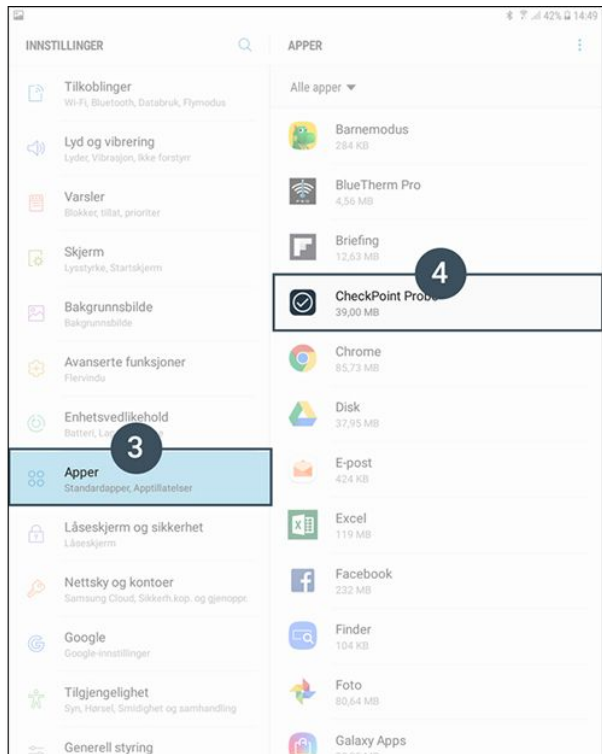 42% 14:49
INNSTILLINGER
Tilkoblinger
Wi-Fi, Bluetooth, Databruk, Flymodus
Lyd og vibrering
Lyder, Vibrasjon, Ikke forstyrr
Varsler
Blokker, tillat, prioriter
Skjerm
Lysstyrke, Startskjerm
Bakgrunnsbilde
Bakgrunnsbilde
Avanserte funksjoner
Flervindu
Enhetsvedlikehold
Batteri,
3
Apper
Standardapper, Apptillatelser
Låseskjerm og sikkerhet
Låseskjerm
Nettsky og kontoer
Samsung Cloud, Sikkerh.kop. og gjenoppr.
Google
Google-innstillinger
Tilgjengelighet
Syn, Hørsel, Smidighet og samhandling
Generell styring
APPER
Alle apper
Barnemodus
284 KB
BlueTherm Pro
4,56 MB
Briefing
12,63 MB
4
CheckPoint Probe
39,00 MB
Chrome
85,73 MB
Disk
37,95 MB
E-post
424 KB
Excel
119 MB
Facebook
232 MB
Finder
104 KB
Foto
80,64 MB
Galaxy Apps